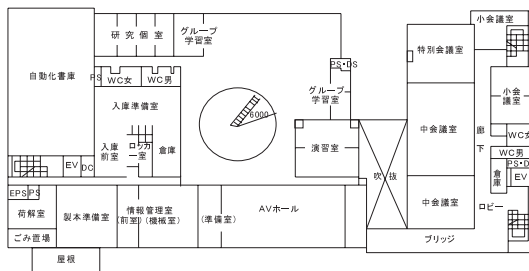 小会議室
研究個室
グループ
学習室
自動化書庫
特別会議室
PS・DS
PS
WC女
WC男
グループ
学習室
小会
議室
入庫準備室
6000
中会議室
廊下
WC女
入庫
前室
ロッカ
ー室
倉庫
演習室
WC男
PS・D
EV
DC
吹抜
倉庫
EV
EPS
PS
荷解室
製本準備室
情報管理室
(前室)(機械室)
(準備室)
AVホール
中会議室
ロビー
ごみ置場
ブリッジ
屋根